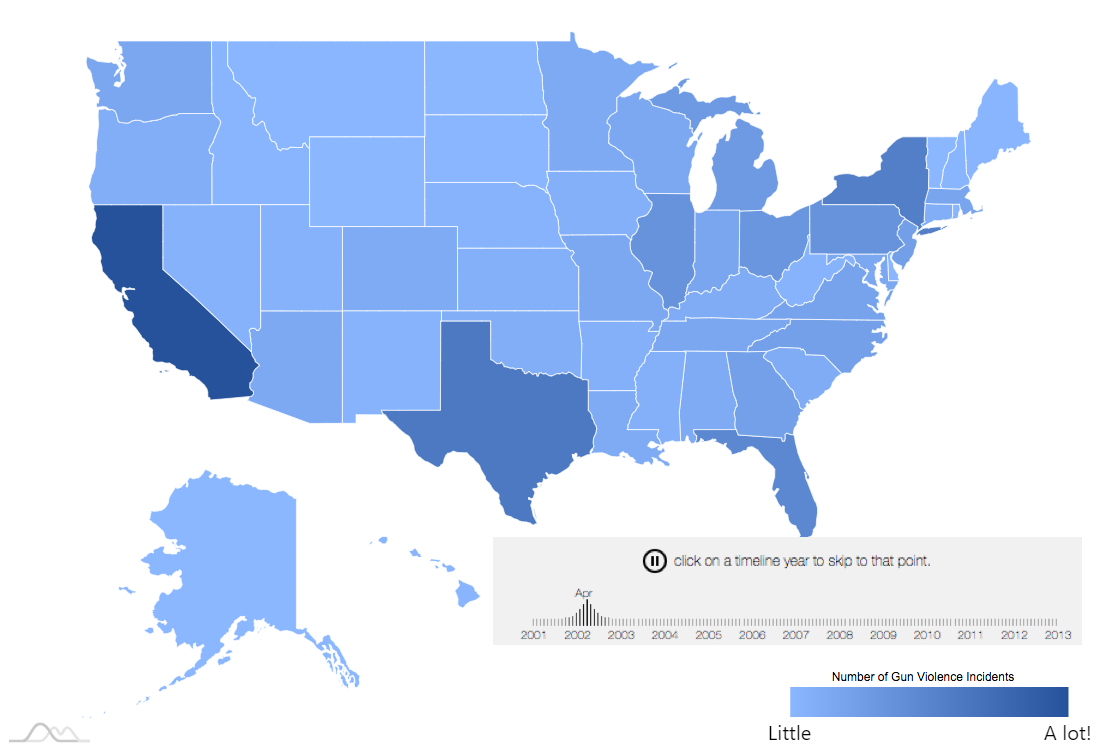 click on a timeline year to skip to that point.
Apr
2001 2002 2003 2004 2005 2006 2007 2008 2009 2010 2011 2012 2013
Number of Gun Violence Incidents
Little A lot!